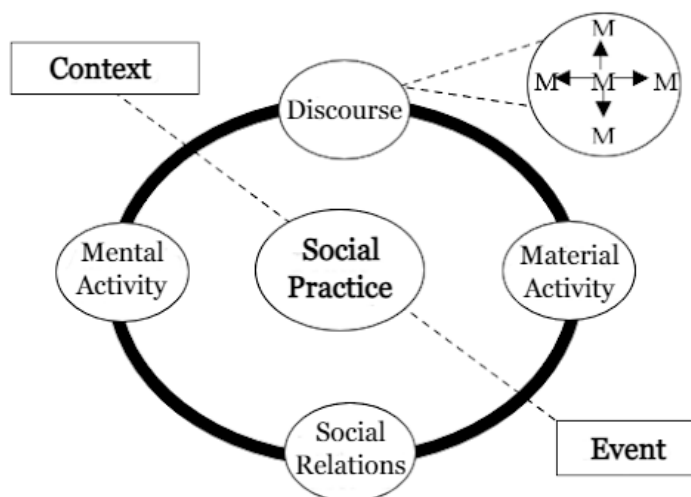 M
Context
M M M
Discourse
M
Mental
Activity
Social
Practice
Material
Activity
Social
Relations
Event